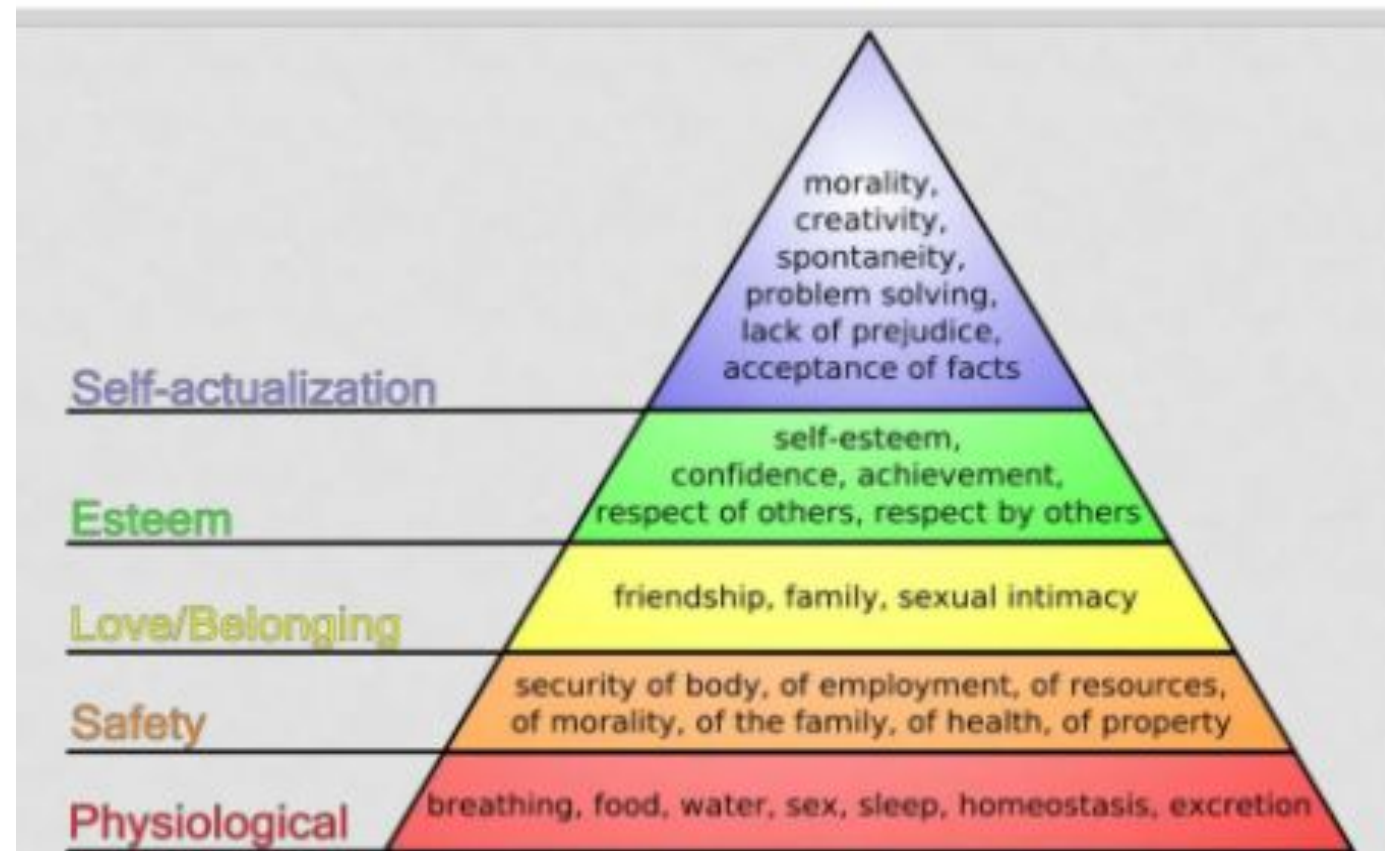 morality,
creativity,
spontaneity,
problem solving,
lack of prejudice,
acceptance of facts
Self-actualization
self-esteem,
confidence, achievement,
respect of others, respect by others
Esteem
friendship, family, sexual intimacy
Love/Belonging
security of body, of employment, of resources,
of morality, of the family, of health, of property
Safety
breathing, food, water, sex, sleep, homeostasis, excretion
Physiological